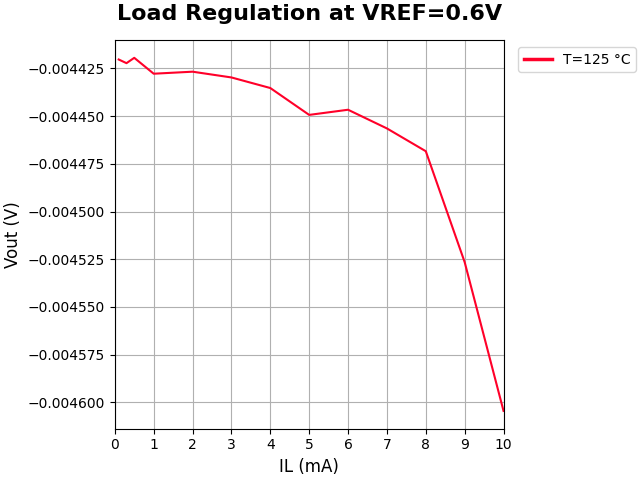 Load Regulation at VREF=0.6V
T=125 °C
Vout (V)
−0.004425
−0.004450
−0.004475
−0.004500
−0.004525
−0.004550
−0.004575
−0.004600
0 1 2 3 4 5 6 7 8 9 10
IL (mA)